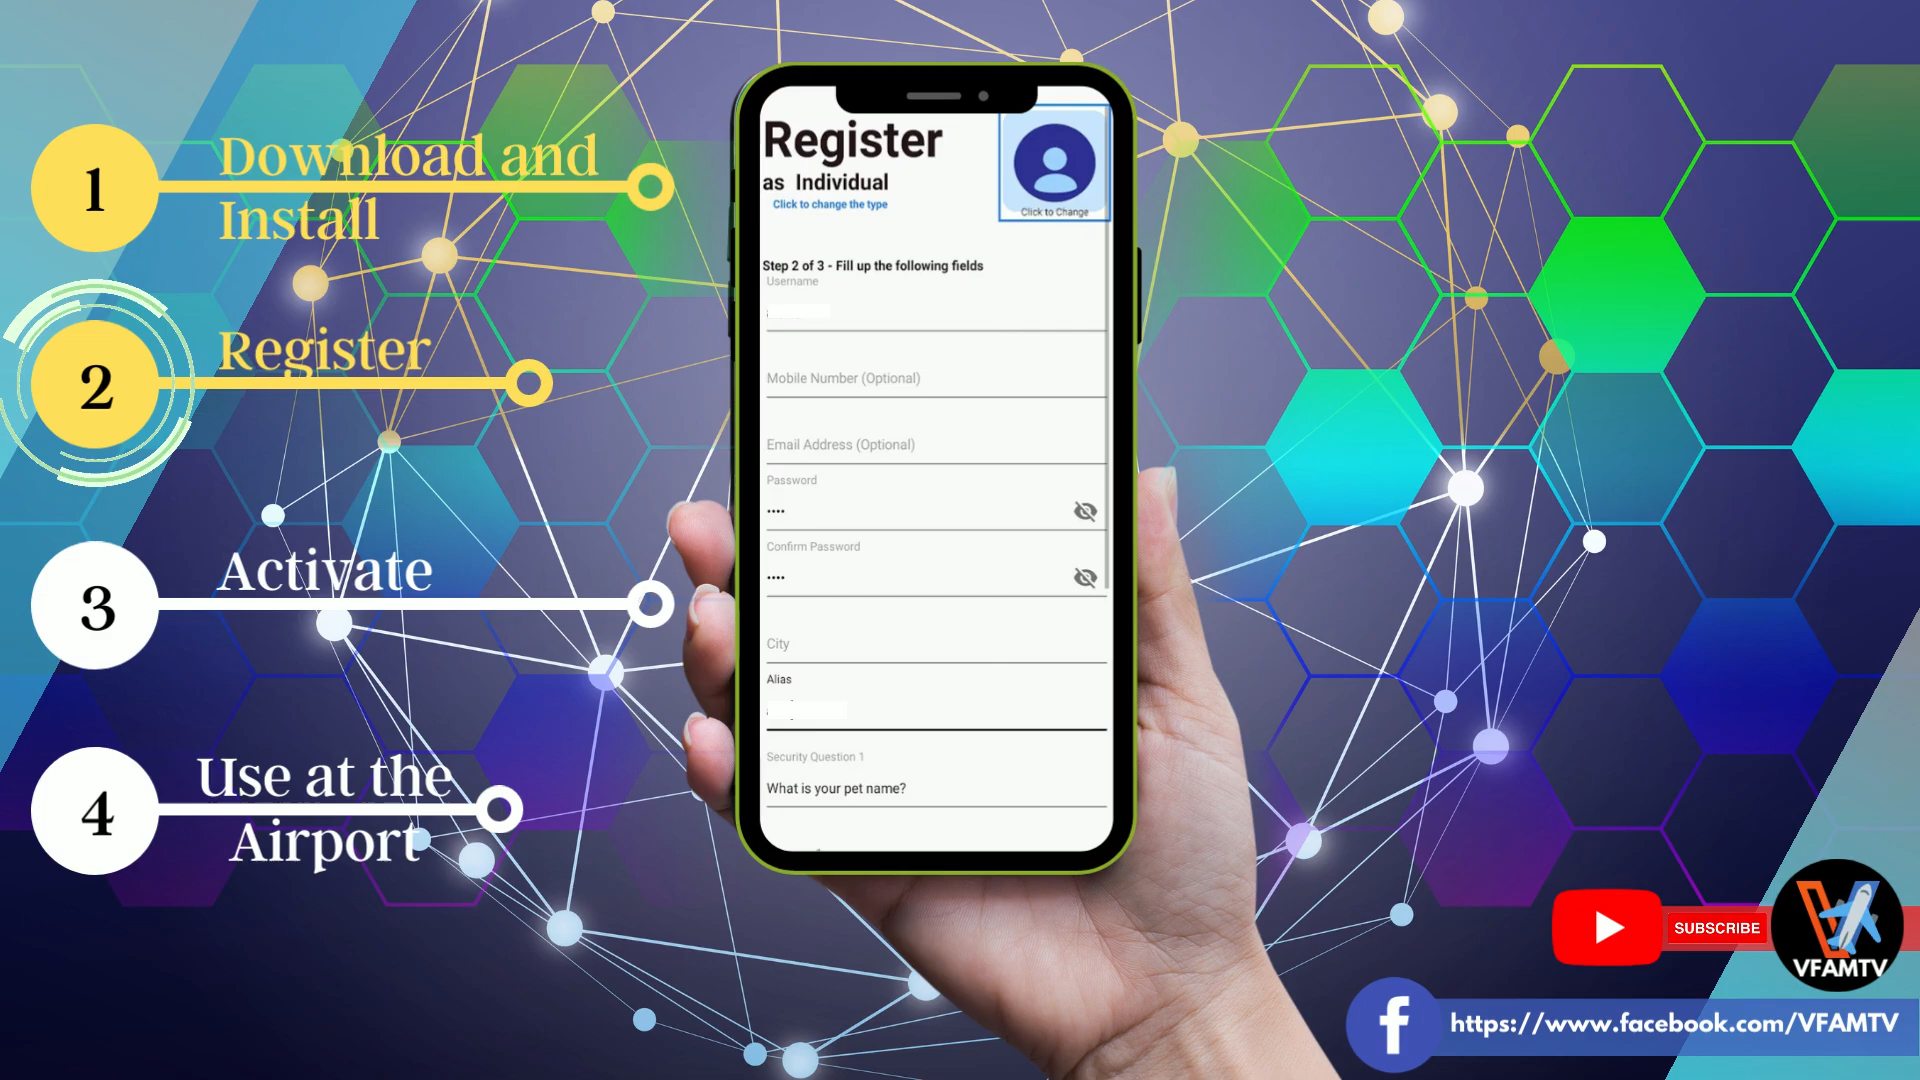 1
Download and
Install
2
Register
3
Activate
4
Use at the
Airport
Register
as Individual
Click to change the type
Click to Change
Step 2 of 3 - Fill up the following fields
Username
Mobile Number (Optional)
Email Address (Optional)
Password
••••
Confirm Password
••••
City
Alias
Security Question 1
What is your pet name?
SUBSCRIBE
VFAMTV
https://www.facebook.com/VFAMTV